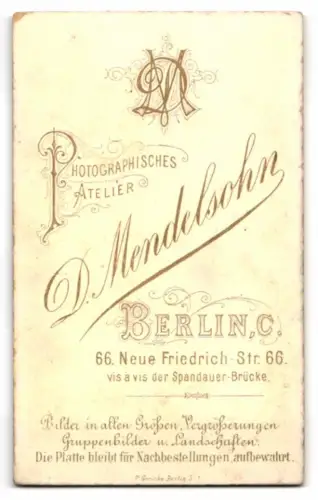 DM
PHOTOGRAPHISCHES
ATELIER
D. Mendelsohn
BERLIN, C.
66. Neue Friedrich-Str. 66.
vis a vis der Spandauer-Brücke.
Bilder in allen Größen, Vergrößerungen
Gruppenbilder u. Landschaften.
Die Platte bleibt für Nachbestellungen aufbewahrt.